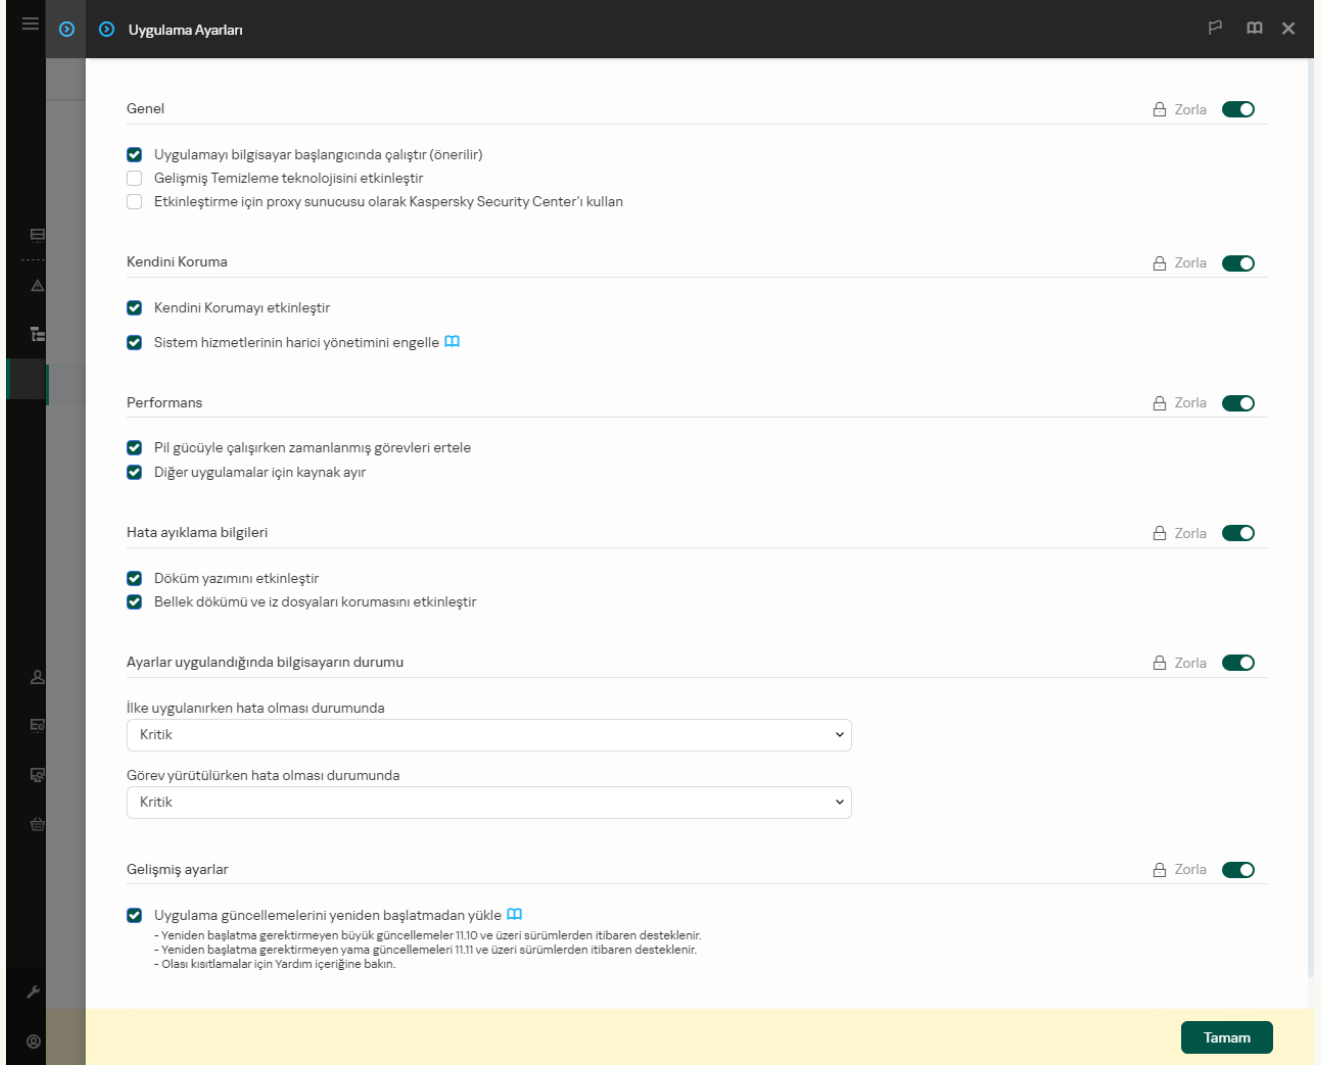 Uygulama Ayarları
Genel
Zorla
Uygulamayı bilgisayar başlangıcında çalıştır (önerilir)
Gelişmiş Temizleme teknolojisini etkinleştir
Etkinleştirme için proxy sunucusu olarak Kaspersky Security Center'ı kullan
Kendini Koruma
Zorla
Kendini Korumayı etkinleştir
Sistem hizmetlerinin harici yönetimini engelle
Performans
Zorla
Pil gücüyle çalışırken zamanlanmış görevleri ertele
Diğer uygulamalar için kaynak ayır
Hata ayıklama bilgileri
Zorla
Döküm yazımını etkinleştir
Bellek dökümü ve iz dosyaları korumasını etkinleştir
Ayarlar uygulandığında bilgisayarın durumu
Zorla
İlke uygulanırken hata olması durumunda
Kritik
Görev yürütülürken hata olması durumunda
Kritik
Gelişmiş ayarlar
Zorla
Uygulama güncellemelerini yeniden başlatmadan yükle
- Yeniden başlatma gerektirmeyen büyük güncellemeler 11.10 ve üzeri sürümlerden itibaren desteklenir.
- Yeniden başlatma gerektirmeyen yama güncellemeleri 11.11 ve üzeri sürümlerden itibaren desteklenir.
- Olası kısıtlamalar için Yardım içeriğine bakın.
Tamam